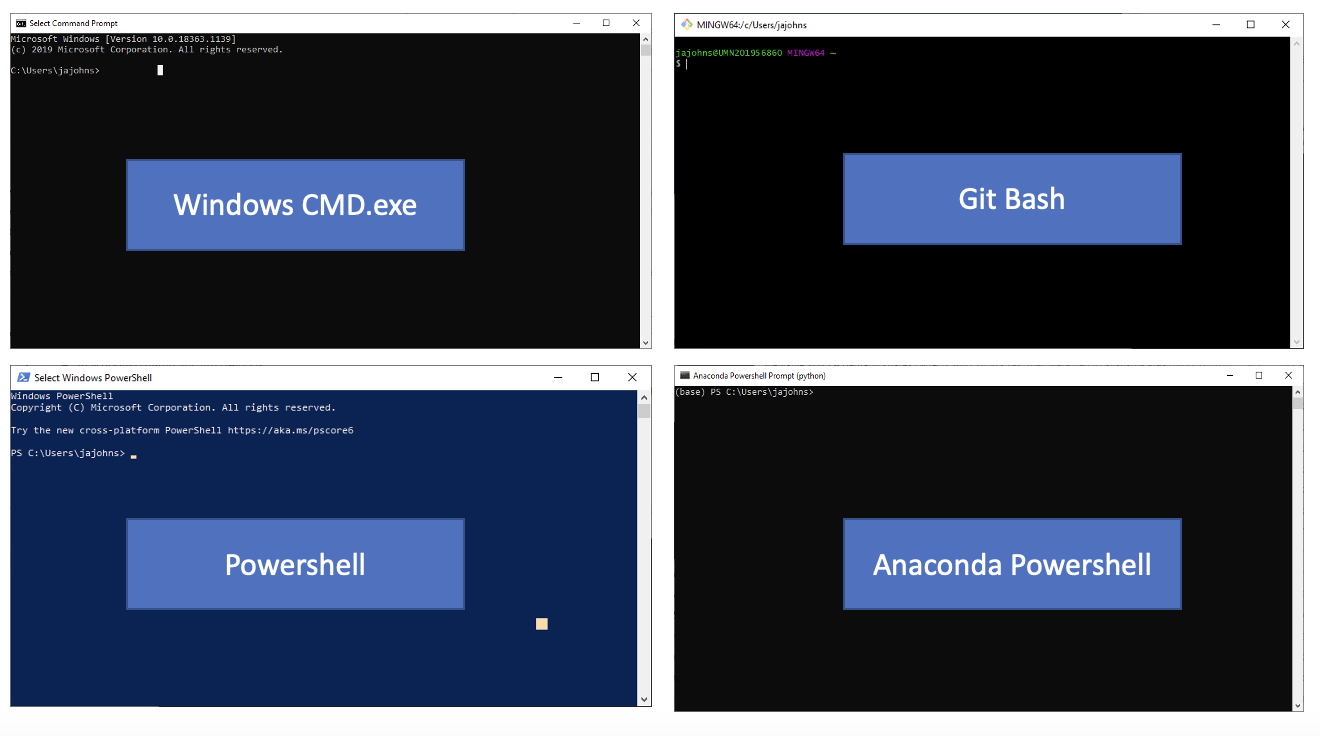 Select Command Prompt
Microsoft Windows [Version 10.0.18363.1139]
(c) 2019 Microsoft Corporation. All rights reserved.
C:\Users\jajohns>
Windows CMD.exe
MINGW64:/c/Users/jajohns
jajohns@UMN201956860 MINGW64 ~
$
Git Bash
Select Windows PowerShell
Windows PowerShell
Copyright (C) Microsoft Corporation. All rights reserved.
Try the new cross-platform PowerShell https://aka.ms/pscore6
PS C:\Users\jajohns>
Powershell
Anaconda Powershell Prompt (python)
(base) PS C:\Users\jajohns>
Anaconda Powershell